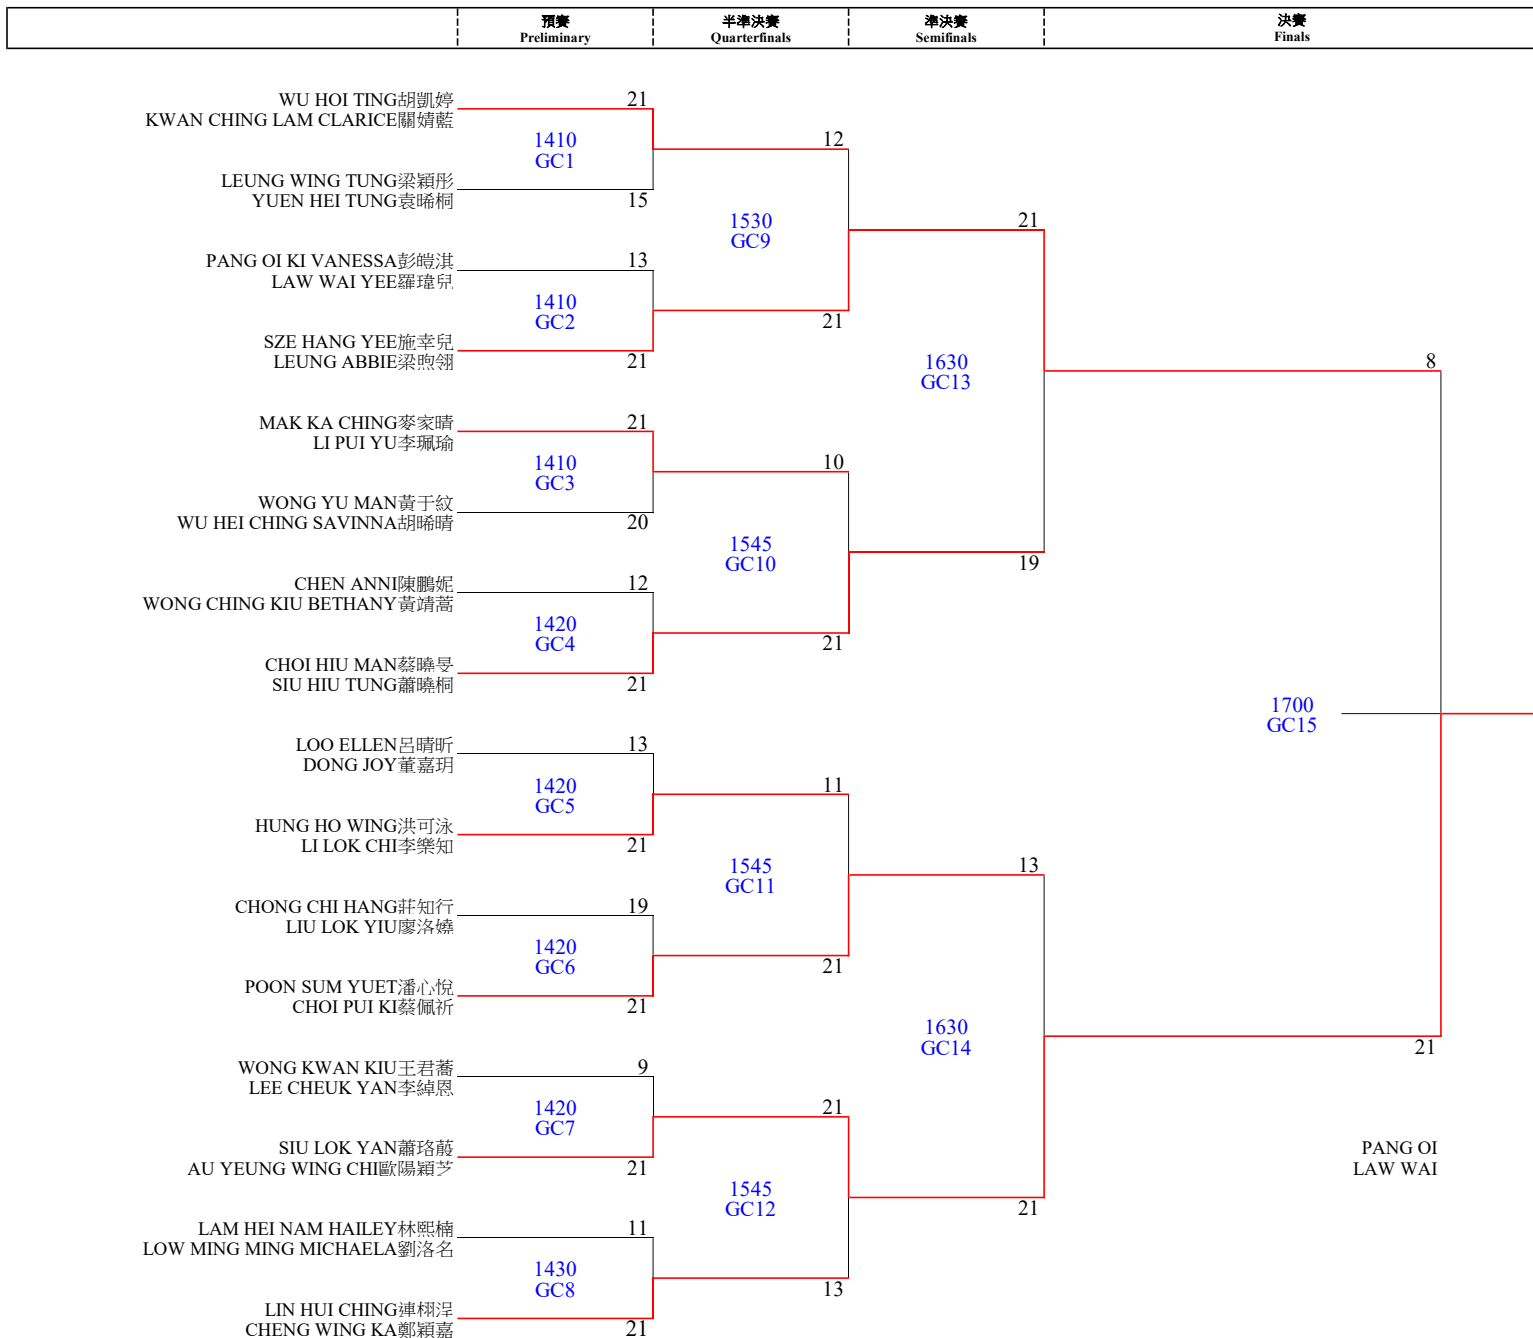 預賽 半準決賽 準決賽 決賽
Preliminary Quarterfinals Semifinals Finals
WU HOI TING胡凱婷 21
KWAN CHING LAM CLARICE關婧藍
1410
GC1
12
LEUNG WING TUNG梁穎彤
YUEN HEI TUNG袁晞桐 15
1530
GC9
21
PANG OI KI VANESSA彭皚淇 13
LAW WAI YEE羅瑋兒
1410
GC2
21
SZE HANG YEE施幸兒
LEUNG ABBIE梁煦翎 21
1630
GC13
8
MAK KA CHING麥家晴 21
LI PUI YU李珮瑜
1410
GC3
10
WONG YU MAN黃于紋
WU HEI CHING SAVINNA胡晞晴 20
1545
GC10
19
CHEN ANNI陳鵬妮 12
WONG CHING KIU BETHANY黃靖蕎
1420
GC4
21
CHOI HIU MAN蔡曉旻
SIU HIU TUNG蕭曉桐 21
1700
GC15
LOO ELLEN呂晴昕 13
DONG JOY董嘉玥
1420
GC5
11
HUNG HO WING洪可泳
LI LOK CHI李樂知 21
1545
GC11
13
CHONG CHI HANG莊知行 19
LIU LOK YIU廖洛嬈
1420
GC6
21
POON SUM YUET潘心悅
CHOI PUI KI蔡佩祈 21
1630
GC14
21
WONG KWAN KIU王君蕎 9
LEE CHEUK YAN李綽恩
1420
GC7
21
SIU LOK YAN蕭珞
AU YEUNG WING CHI歐陽穎芝 21
PANG OI
LAW WAI
1545
GC12
21
LAM HEI NAM HAILEY林熙楠 11
LOW MING MING MICHAELA劉洛名
1430
GC8
13
LIN HUI CHING連栩浧
CHENG WING KA鄭穎嘉 21